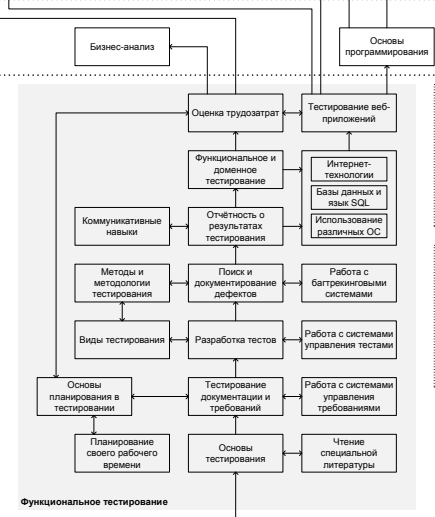 Бизнес-анализ
Основы
программирования
Оценка трудозатрат
Тестирование веб-
приложений
Функциональное и
доменное
тестирование
Интернет-
технологии
Базы данных и
язык SQL
Использование
различных ОС
Коммуникативные
навыки
Отчётность о
результатах
тестирования
Методы и
методологии
тестирования
Поиск и
документирование
дефектов
Работа с
багтрекинговыми
системами
Виды тестирования
Разработка тестов
Работа с системами
управления тестами
Основы
планирования в
тестировании
Тестирование
документации и
требований
Работа с системами
управления
требованиями
Планирование
своего рабочего
времени
Основы
тестирования
Чтение
специальной
литературы
Функциональное тестирование